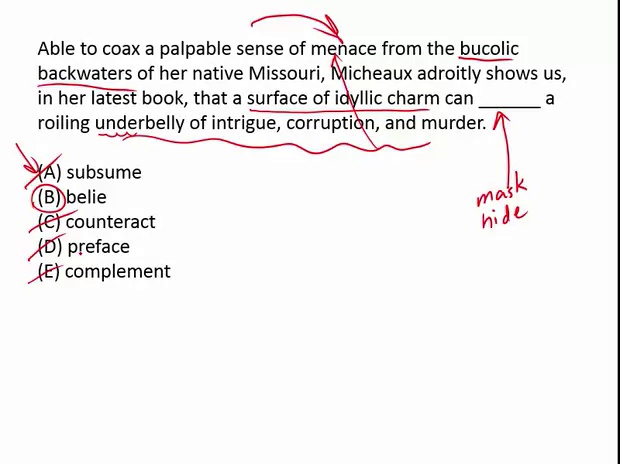 Able to coax a palpable sense of menace from the bucolic
backwaters of her native Missouri, Micheaux adroitly shows us,
in her latest book, that a surface of idyllic charm can ______ a
roiling underbelly of intrigue, corruption, and murder.
(A) subsume
(B) belie
(C) counteract
(D) preface
(E) complement
mask
hide